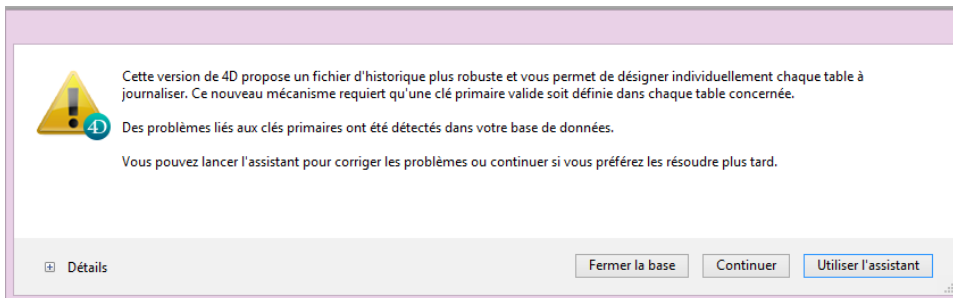 Cette version de 4D propose un fichier d'historique plus robuste et vous permet de désigner individuellement chaque table à
journaliser. Ce nouveau mécanisme requiert qu'une clé primaire valide soit définie dans chaque table concernée.
Des problèmes liés aux clés primaires ont été détectés dans votre base de données.
Vous pouvez lancer l'assistant pour corriger les problèmes ou continuer si vous préférez les résoudre plus tard.
4D
Détails
Fermer la base
Continuer
Utiliser l'assistant